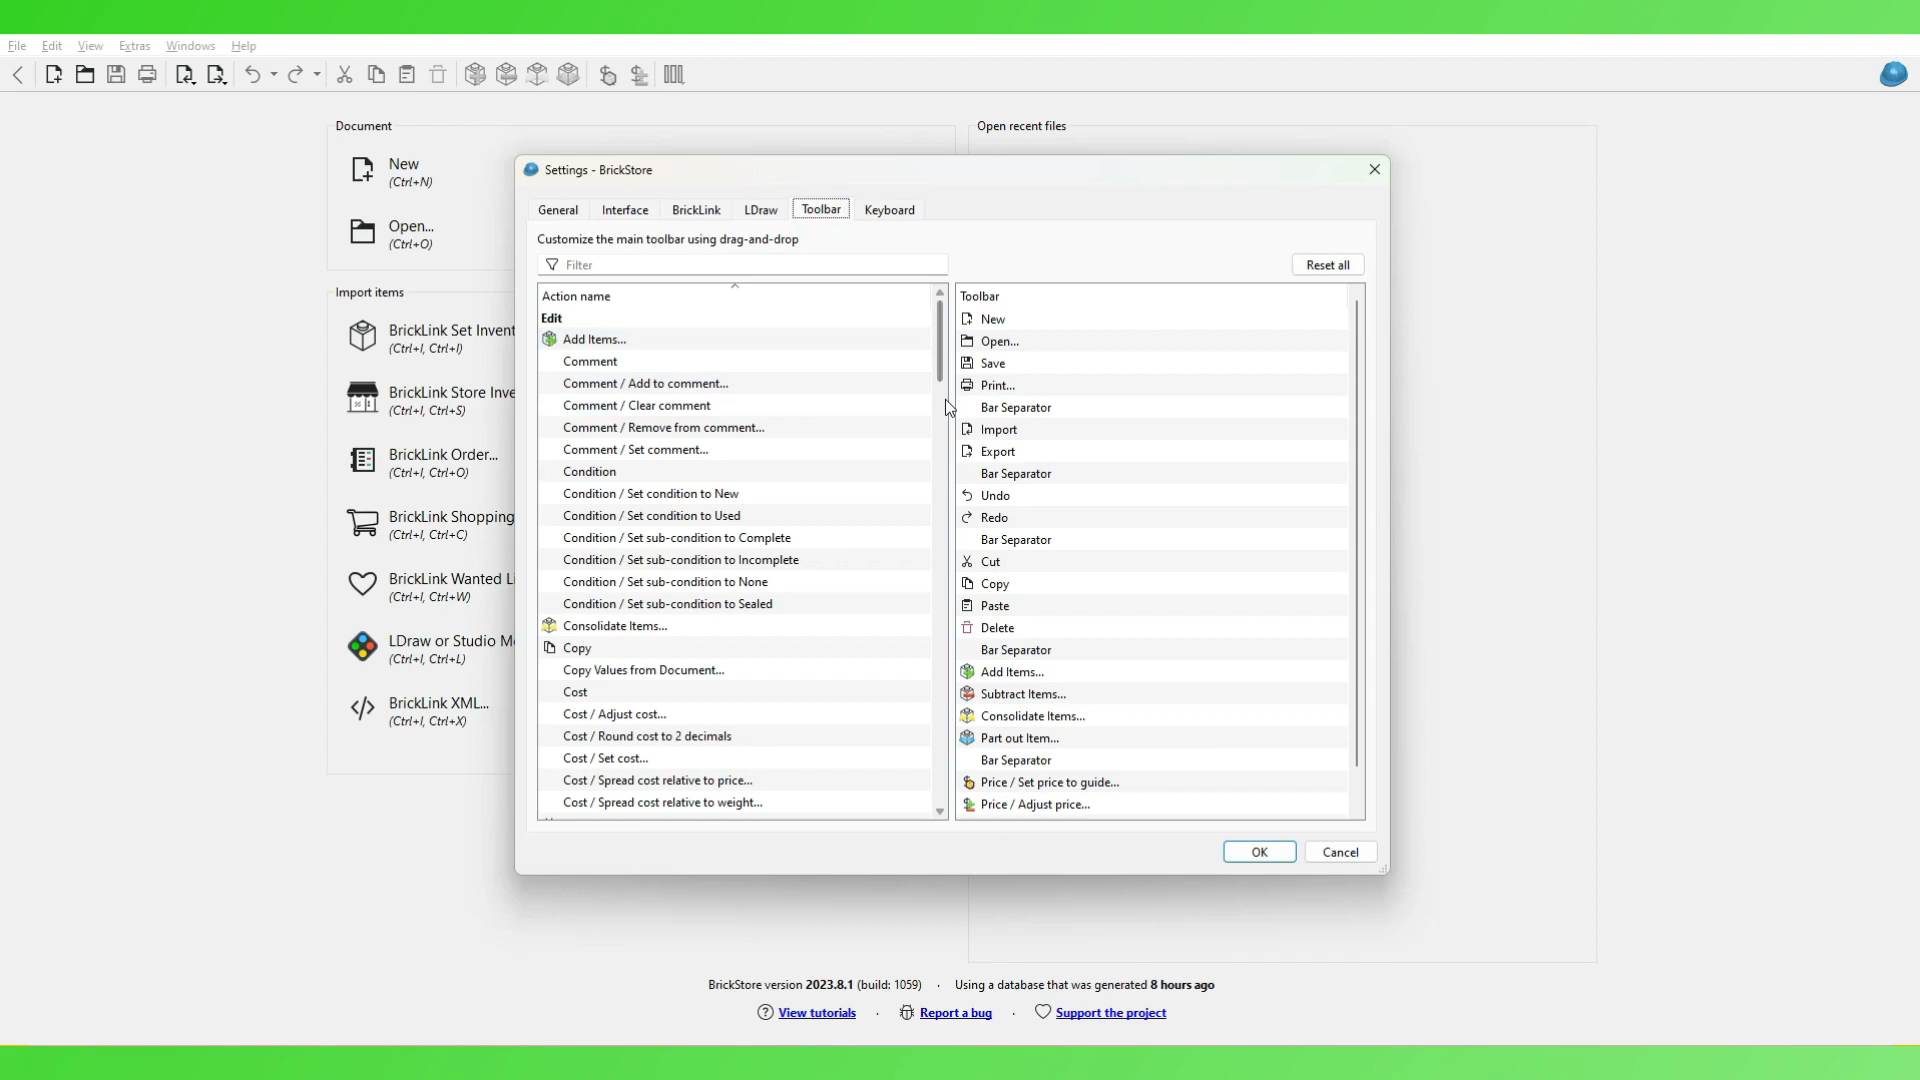 File Edit View Extras Windows Help
Document
New
(Ctrl+N)
Open...
(Ctrl+O)
Import items
BrickLink Set Invent
(Ctrl+I, Ctrl+I)
BrickLink Store Inve
(Ctrl+I, Ctrl+S)
BrickLink Order...
(Ctrl+I, Ctrl+O)
BrickLink Shopping
(Ctrl+I, Ctrl+C)
BrickLink Wanted Li
(Ctrl+I, Ctrl+W)
LDraw or Studio M
(Ctrl+I, Ctrl+L)
BrickLink XML...
(Ctrl+I, Ctrl+X)
Open recent files
Settings - BrickStore
General Interface BrickLink LDraw Toolbar Keyboard
Customize the main toolbar using drag-and-drop
Filter
Reset all
Action name
Edit
Add Items...
Comment
Comment / Add to comment...
Comment / Clear comment
Comment / Remove from comment...
Comment / Set comment...
Condition
Condition / Set condition to New
Condition / Set condition to Used
Condition / Set sub-condition to Complete
Condition / Set sub-condition to Incomplete
Condition / Set sub-condition to None
Condition / Set sub-condition to Sealed
Consolidate Items...
Copy
Copy Values from Document...
Cost
Cost / Adjust cost...
Cost / Round cost to 2 decimals
Cost / Set cost...
Cost / Spread cost relative to price...
Cost / Spread cost relative to weight...
Toolbar
New
Open...
Save
Print...
Bar Separator
Import
Export
Bar Separator
Undo
Redo
Bar Separator
Cut
Copy
Paste
Delete
Bar Separator
Add Items...
Subtract Items...
Consolidate Items...
Part out Item...
Bar Separator
Price / Set price to guide...
Price / Adjust price...
OK Cancel
BrickStore version 2023.8.1 (build: 1059) · Using a database that was generated 8 hours ago
View tutorials · Report a bug · Support the project